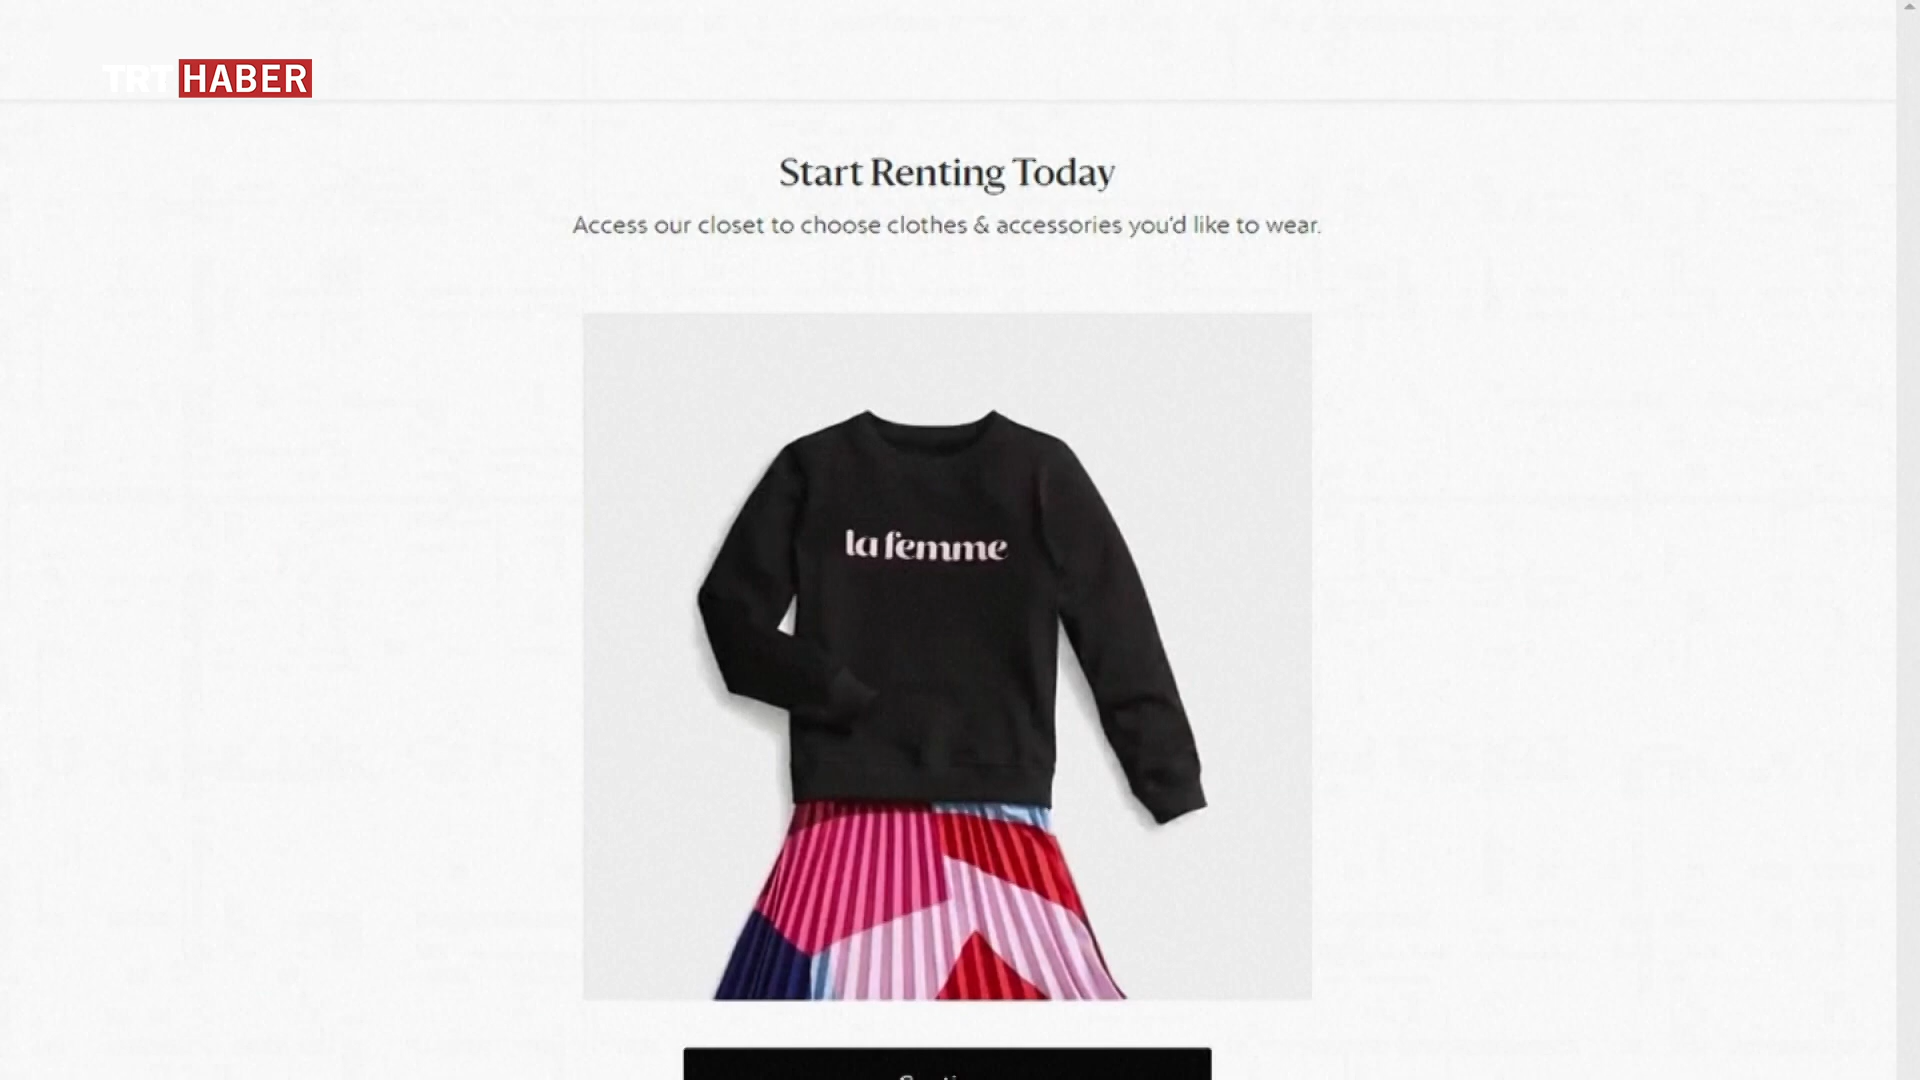 TRT HABER
Start Renting Today
Access our closet to choose clothes & accessories you'd like to wear.
la femme